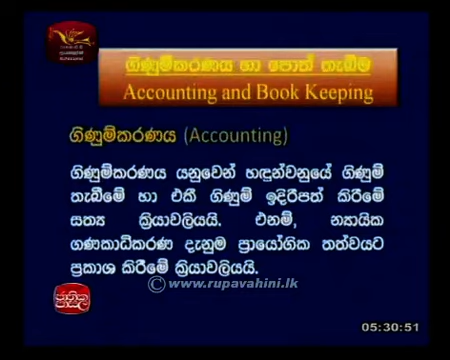 ගිණුම්කරණය හා පොත් තැබීම
Accounting and Book Keeping
ගිණුම්කරණය (Accounting)
ගිණුම්කරණය යනුවෙන් හඳුන්වනුයේ ගිණුම්
තැබීමේ හා එකී ගිණුම් ඉදිරිපත් කිරීමේ
සත්‍ය ක්‍රියාවලියයි. එනම්, න්‍යායික
ගණකාධිකරණ දැනුම ප්‍රායෝගික තත්වයට
ප්‍රකාශ කිරීමේ ක්‍රියාවලියයි.
© www.rupavahini.lk
05:30:51